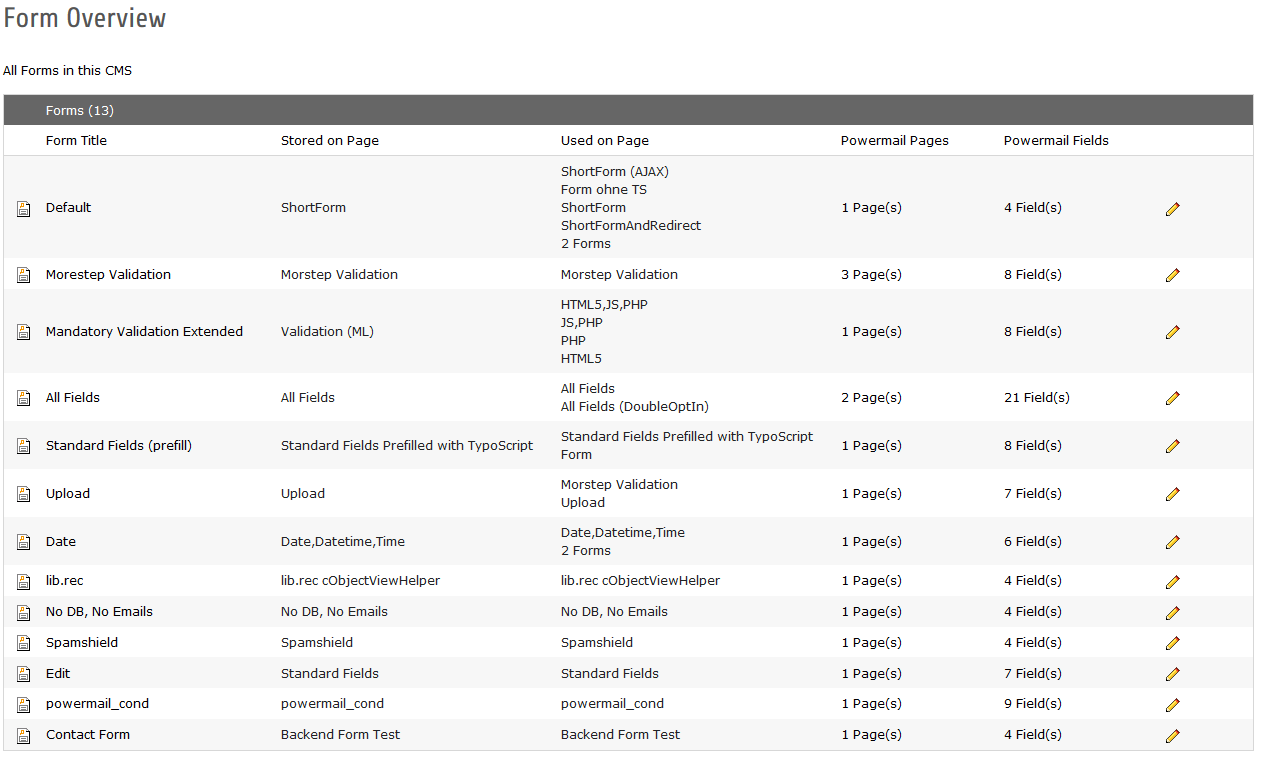 Form Overview
All Forms in this CMS
Forms (13)
Form Title Stored on Page Used on Page Powermail Pages Powermail Fields
ShortForm (AJAX)
Form ohne TS
Default ShortForm ShortForm 1 Page(s) 4 Field(s)
ShortFormAndRedirect
2 Forms
Morestep Validation Morstep Validation Morstep Validation 3 Page(s) 8 Field(s)
HTML5,JS,PHP
JS,PHP
Mandatory Validation Extended Validation (ML) 1 Page(s) 8 Field(s)
PHP
HTML5
All Fields
All Fields All Fields 2 Page(s) 21 Field(s)
All Fields (DoubleOptIn)
Standard Fields Prefilled with TypoScript
Standard Fields (prefill) Standard Fields Prefilled with TypoScript 1 Page(s) 8 Field(s)
Form
Morstep Validation
Upload Upload 1 Page(s) 7 Field(s)
Upload
Date,Datetime,Time
Date Date,Datetime,Time 1 Page(s) 6 Field(s)
2 Forms
lib.rec lib.rec cObjectViewHelper lib.rec cObjectViewHelper 1 Page(s) 4 Field(s)
No DB, No Emails No DB, No Emails No DB, No Emails 1 Page(s) 4 Field(s)
Spamshield Spamshield Spamshield 1 Page(s) 4 Field(s)
Edit Standard Fields Standard Fields 1 Page(s) 7 Field(s)
powermail_cond powermail_cond powermail_cond 1 Page(s) 9 Field(s)
Contact Form Backend Form Test Backend Form Test 1 Page(s) 4 Field(s)